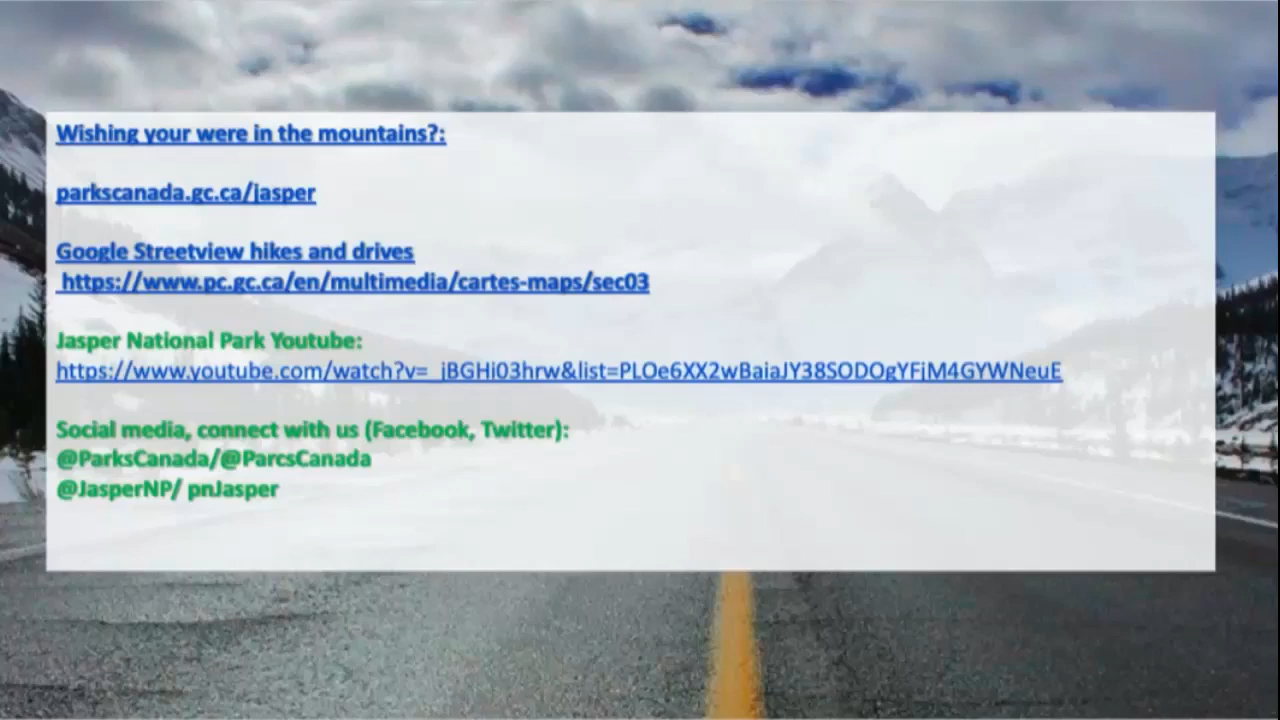 Wishing your were in the mountains?:
parkscanada.gc.ca/jasper
Google Streetview hikes and drives
https://www.pc.gc.ca/en/multimedia/cartes-maps/sec03
Jasper National Park Youtube:
https://www.youtube.com/watch?v=_jBGHi03hrw&list=PLOe6XX2wBaiaJY38SODOgYFjM4GYWNeuE
Social media, connect with us (Facebook, Twitter):
@ParksCanada/@ParcsCanada
@JasperNP/ pnJasper